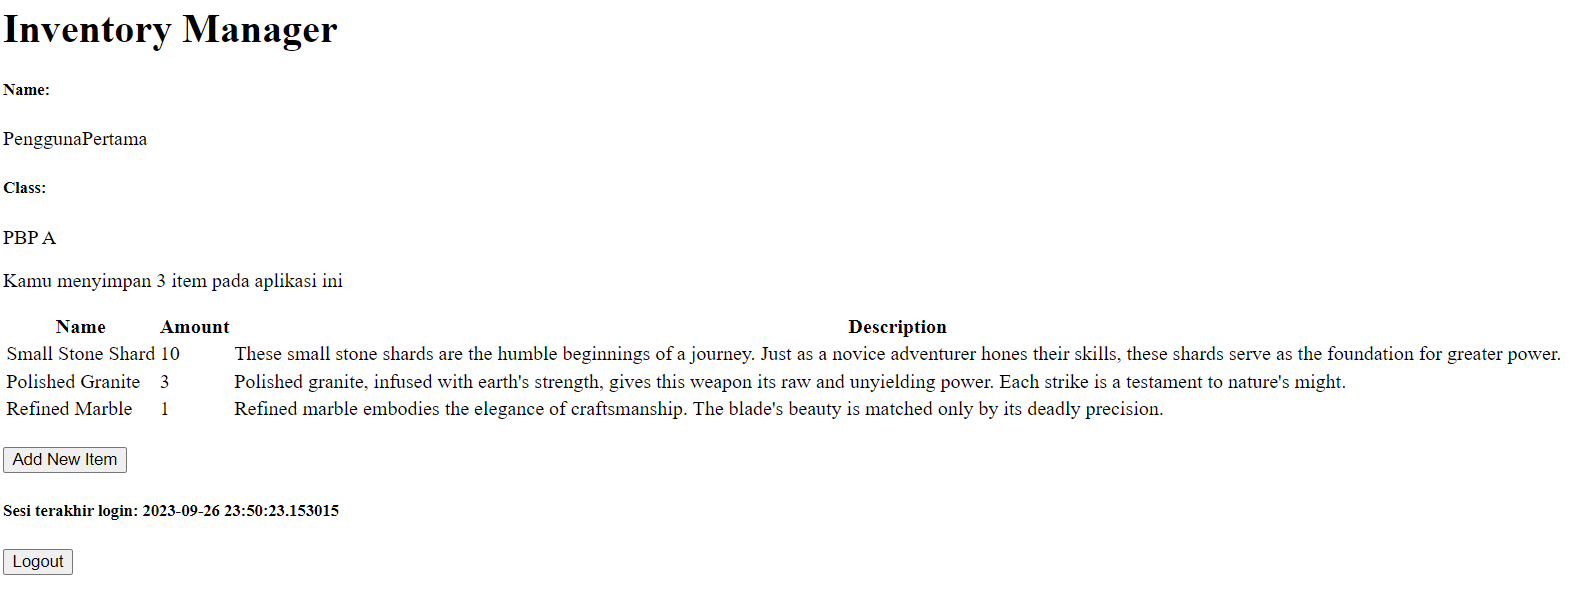 Inventory Manager
Name:
PenggunaPertama
Class:
PBP A
Kamu menyimpan 3 item pada aplikasi ini
Name Amount Description
Small Stone Shard 10 These small stone shards are the humble beginnings of a journey. Just as a novice adventurer hones their skills, these shards serve as the foundation for greater power.
Polished Granite 3 Polished granite, infused with earth's strength, gives this weapon its raw and unyielding power. Each strike is a testament to nature's might.
Refined Marble 1 Refined marble embodies the elegance of craftsmanship. The blade's beauty is matched only by its deadly precision.
Add New Item
Sesi terakhir login: 2023-09-26 23:50:23.153015
Logout